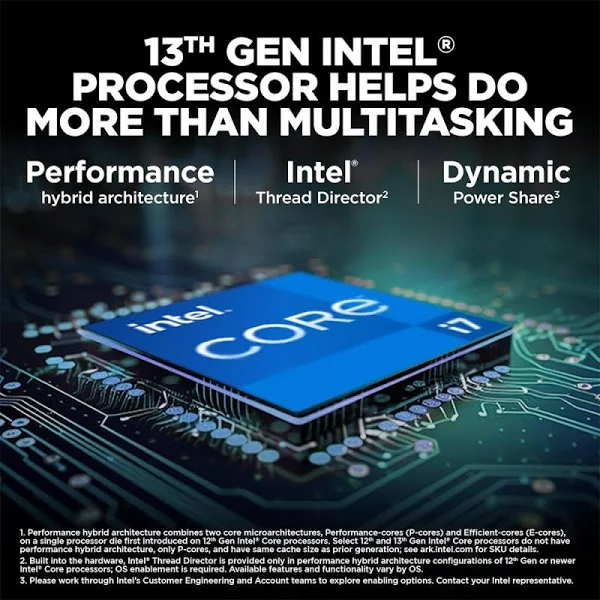 13TH GEN INTEL®
PROCESSOR HELPS DO
MORE THAN MULTITASKING
Performance
hybrid architecture1
Intel®
Thread Director2
Dynamic
Power Share3
intel.
CORE
i7
1. Performance hybrid architecture combines two core microarchitectures, Performance-cores (P-cores) and Efficient-cores (E-cores),
on a single processor die first introduced on 12th Gen Intel® Core processors. Select 12th and 13th Gen Intel® Core processors do not have
performance hybrid architecture, only P-cores, and have same cache size as prior generation; see ark.intel.com for SKU details.
2. Built into the hardware, Intel® Thread Director is provided only in performance hybrid architecture configurations of 12th Gen or newer
Intel® Core processors; OS enablement is required. Available features and functionality vary by OS.
3. Please work through Intel's Customer Engineering and Account teams to explore enabling options. Contact your Intel representative.